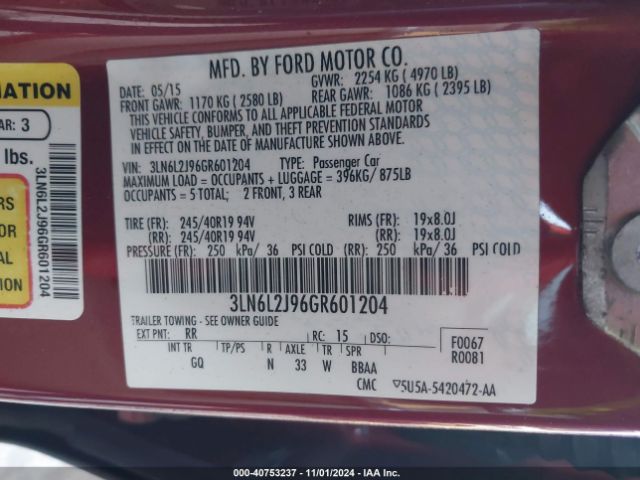 MFD. BY FORD MOTOR CO.
DATE: 05/15 GVWR: 2254 KG ( 4970 LB)
FRONT GAWR: 1170 KG ( 2580 LB) REAR GAWR: 1086 KG ( 2395 LB)
THIS VEHICLE CONFORMS TO ALL APPLICABLE FEDERAL MOTOR
VEHICLE SAFETY, BUMPER, AND THEFT PREVENTION STANDARDS
IN EFFECT ON THE DATE OF MANUFACTURE SHOWN ABOVE.
VIN: 3LN6L2J96GR601204 TYPE: Passenger Car
MAXIMUM LOAD = OCCUPANTS + LUGGAGE = 396KG/ 875LB
OCCUPANTS = 5 TOTAL; 2 FRONT, 3 REAR
TIRE (FR): 245/40R19 94V RIMS (FR): 19x8.0J
(RR): 245/40R19 94V (RR): 19x8.0J
PRESSURE (FR): 250 kPa/ 36 PSI COLD (RR): 250 kPa/ 36 PSI COLD
3LN6L2J96GR601204
TRAILER TOWING - SEE OWNER GUIDE
EXT PNT: RR RC: 15 DSO: F0067
INT TR TP/PS R AXLE TR SPR R0081
GQ N 33 W BBAA
CMC 5U5A-5420472-AA
MATION
AR: 3
lbs.
RS
OR
AL
TION
3LN6L2J96GR601204
230 - 40753237 - 11/01/2024 - IAA Inc.